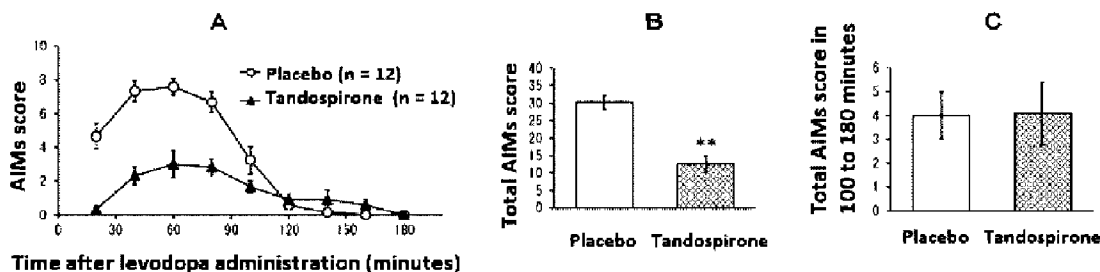 A
AIMs score
10
8
6
4
2
0
Placebo (n = 12)
Tandospirone (n = 12)
0 30 60 90 120 150 180
Time after levodopa administration (minutes)
B
Total AIMs score
40
35
30
25
20
15
10
5
0
**
Placebo Tandospirone
C
Total AIMs score in
100 to 180 minutes
6
5
4
3
2
1
0
Placebo Tandospirone